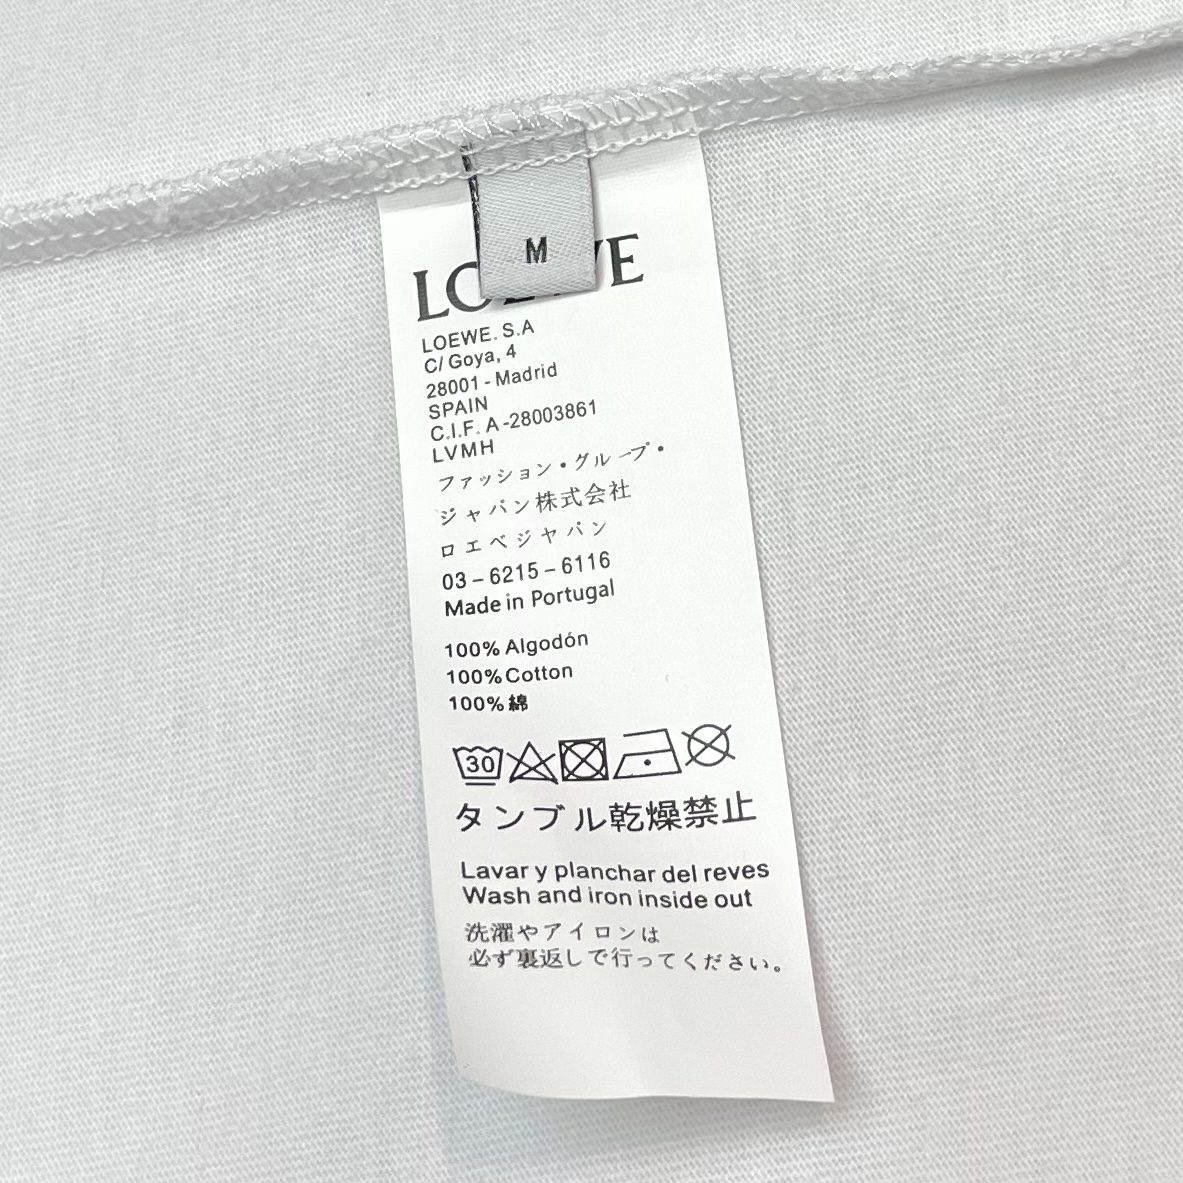 M
LOEWE
LOEWE. S.A
C/ Goya, 4
28001 - Madrid
SPAIN
C.I.F. A -28003861
LVMH
ファッション・グループ・
ジャパン株式会社
ロエベジャパン
03 – 6215 – 6116
Made in Portugal
100% Algodón
100% Cotton
100% 綿
30
タンブル乾燥禁止
Lavar y planchar del reves
Wash and iron inside out
洗濯やアイロンは
必ず裏返しで行ってください。